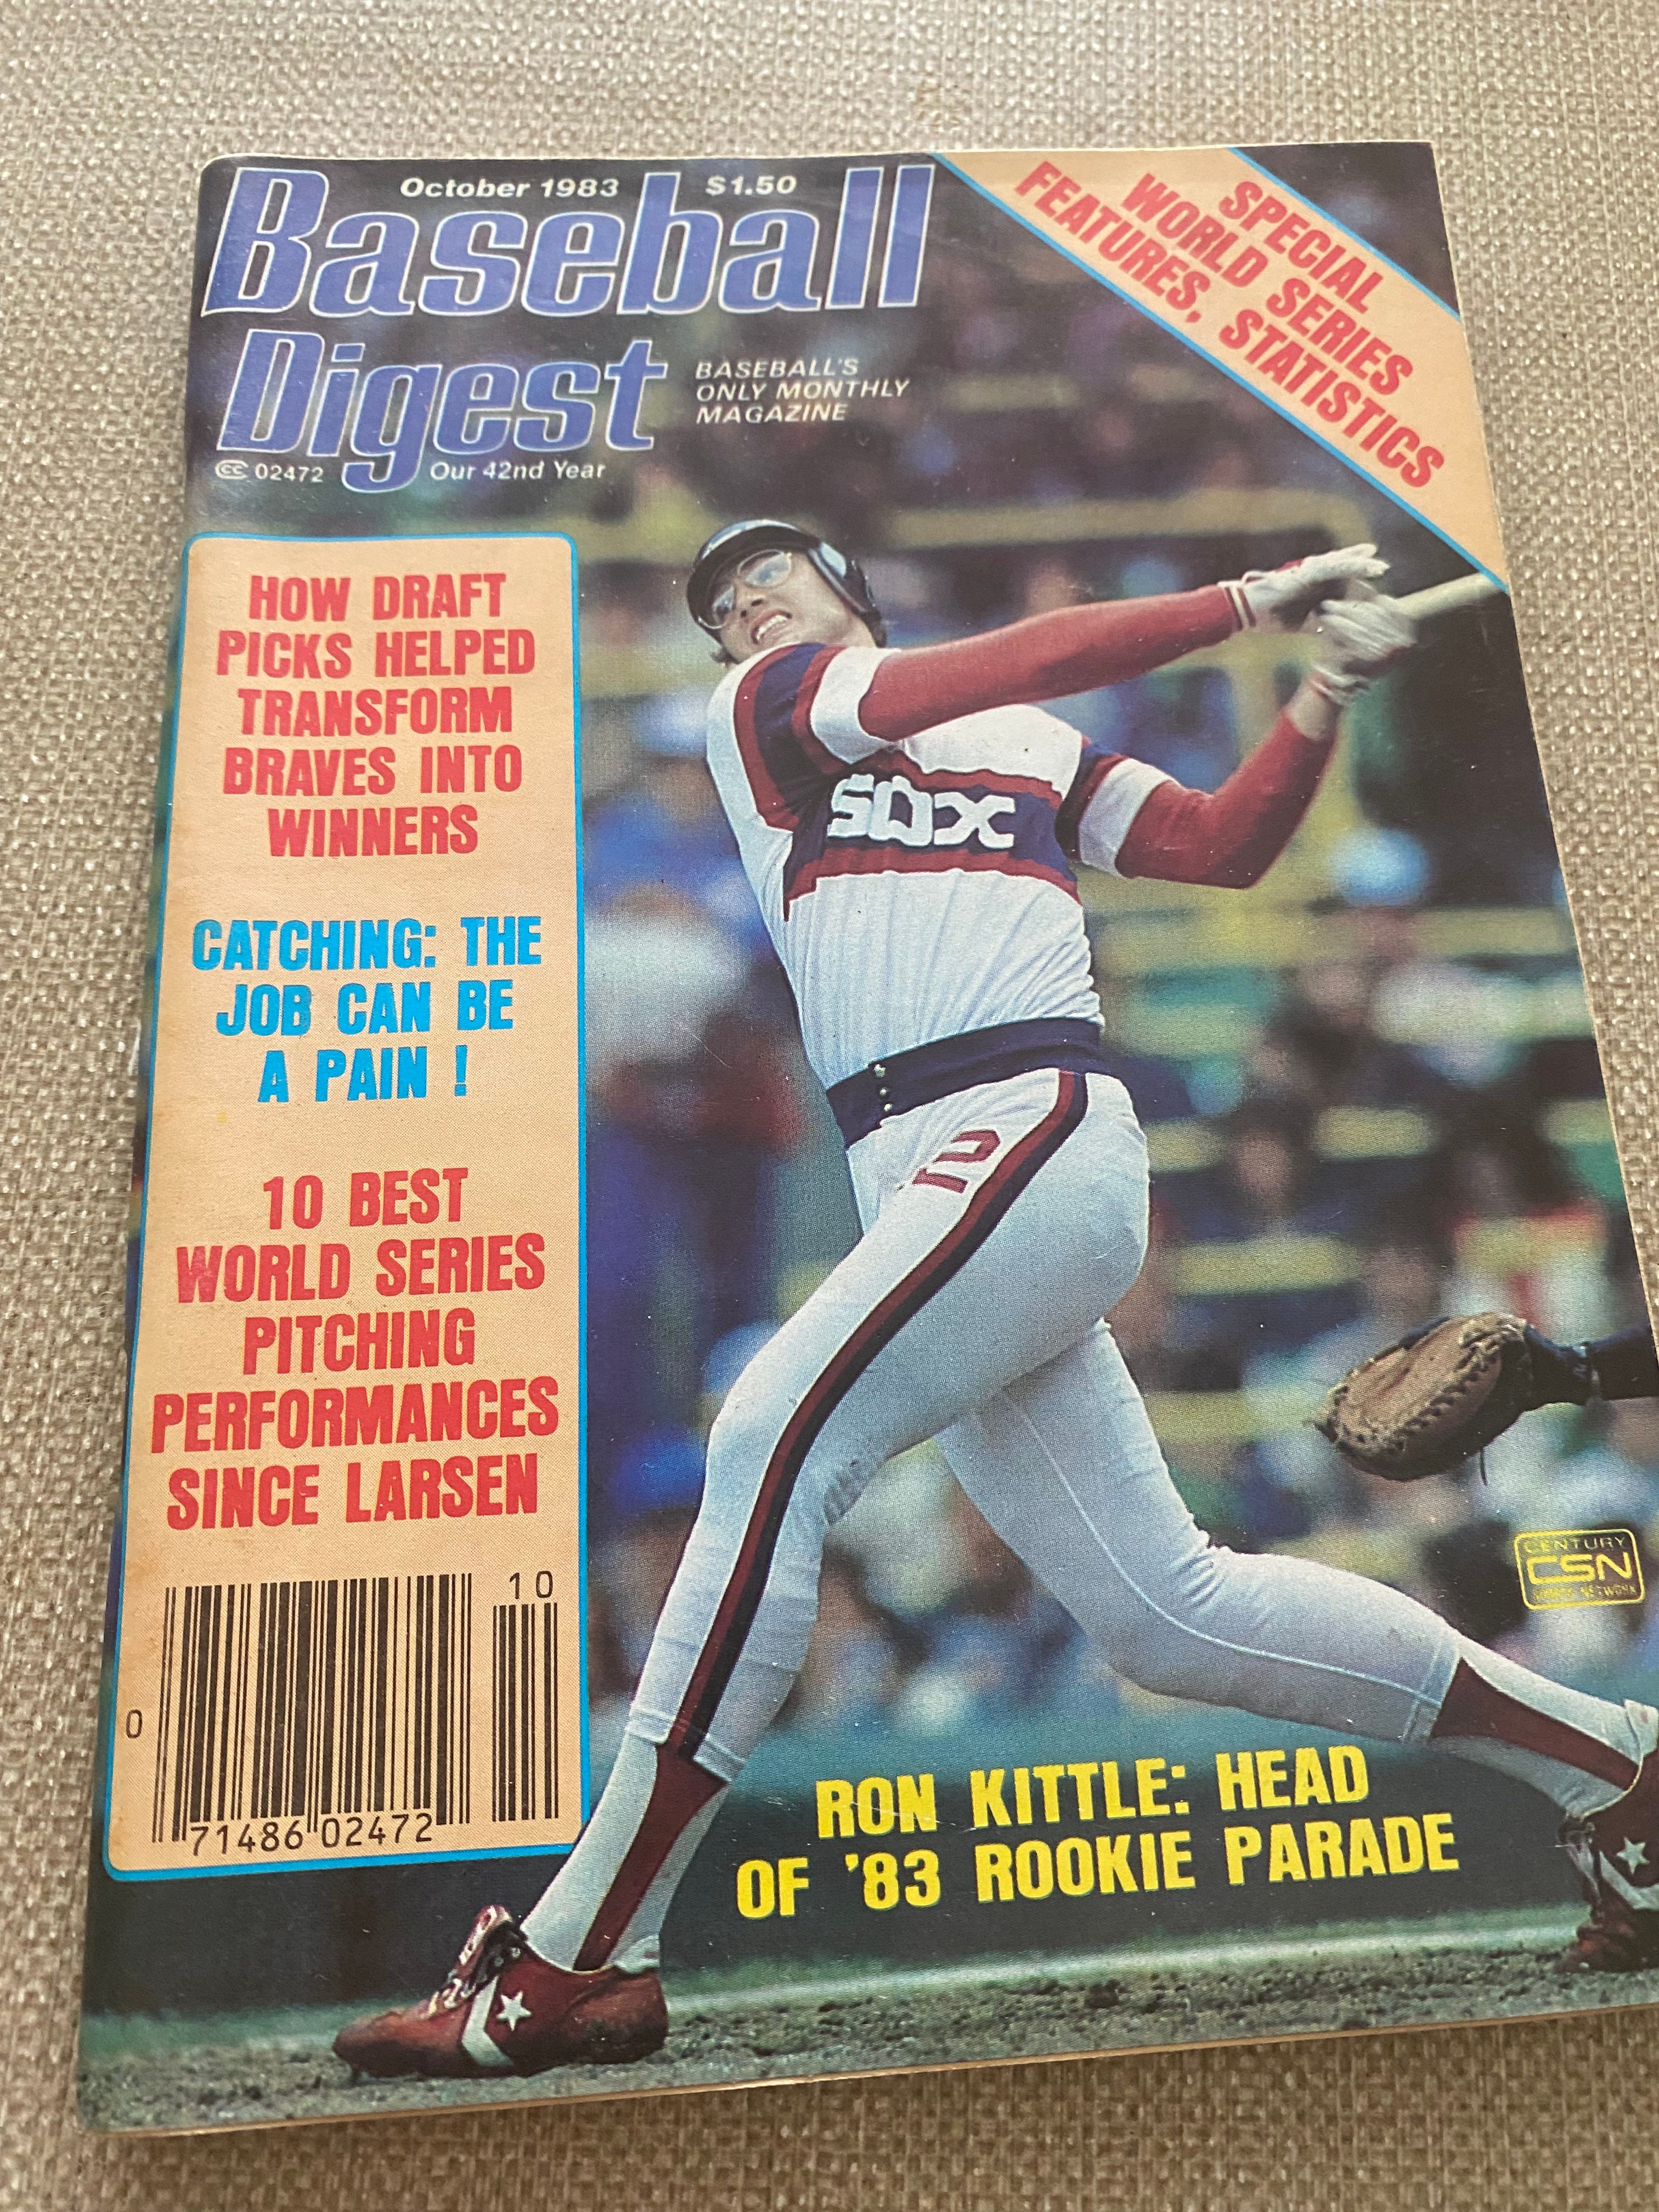 October 1983 $1.50
Baseball
Digest
BASEBALL'S
ONLY MONTHLY
MAGAZINE
CC 02472 Our 42nd Year
SPECIAL
WORLD SERIES
FEATURES, STATISTICS
HOW DRAFT
PICKS HELPED
TRANSFORM
BRAVES INTO
WINNERS
CATCHING: THE
JOB CAN BE
A PAIN !
10 BEST
WORLD SERIES
PITCHING
PERFORMANCES
SINCE LARSEN
10
0 71486 02472
SOX
CENTURY
CSN
NETWORK
RON KITTLE: HEAD
OF '83 ROOKIE PARADE